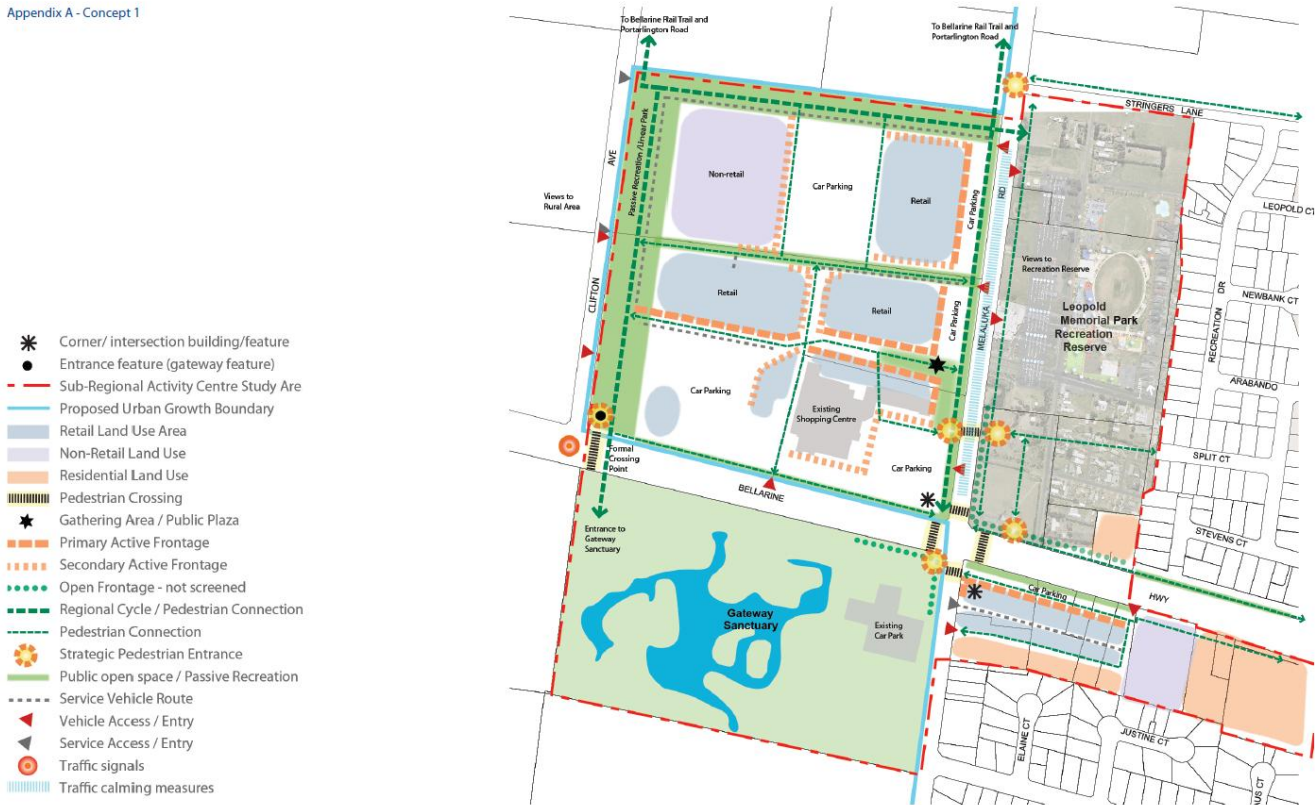 Appendix A - Concept 1
To Bellarine Rail Trail and
Portarlington Road
To Bellarine Rail Trail and
Portarlington Road
STRINGERS LANE
AVE
Passive Recreation /Linear Park
Non-retail
Car Parking
Retail
Car Parking
RD
Views to
Rural Area
LEOPOLD CT
Views to
Recreation Reserve
CLIFTON
Retail
Retail
Car Parking
MEELALUKA
Leopold
Memorial Park
Recreation
Reserve
RECREATION DR
NEWBANK CT
ARABANDO
Car Parking
Existing
Shopping Centre
Formal
Crossing
Point
Car Parking
SPLIT CT
BELLARINE
Entrance to
Gateway
Sanctuary
STEVENS CT
Car Parking
HWY
Gateway
Sanctuary
Existing
Car Park
ELAINE CT
JUSTINE CT
AUS CT
Corner/ intersection building/feature
Entrance feature (gateway feature)
Sub-Regional Activity Centre Study Are
Proposed Urban Growth Boundary
Retail Land Use Area
Non-Retail Land Use
Residential Land Use
Pedestrian Crossing
Gathering Area / Public Plaza
Primary Active Frontage
Secondary Active Frontage
Open Frontage - not screened
Regional Cycle / Pedestrian Connection
Pedestrian Connection
Strategic Pedestrian Entrance
Public open space / Passive Recreation
Service Vehicle Route
Vehicle Access / Entry
Service Access / Entry
Traffic signals
Traffic calming measures